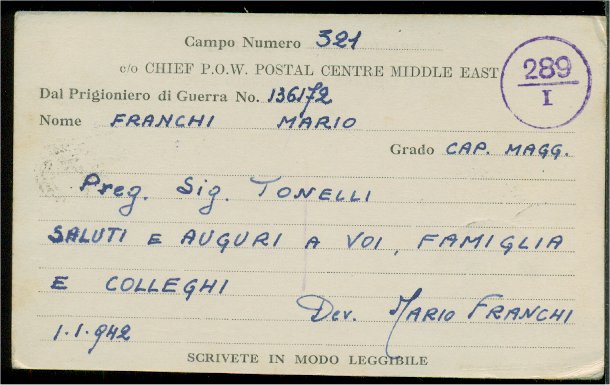 Campo Numero 321
c/o CHIEF P.O.W. POSTAL CENTRE MIDDLE EAST
289
I
Dal Prigioniero di Guerra No. 136172
Nome FRANCHI MARIO
Grado CAP. MAGG.
Preg. Sig. TONELLI
SALUTI E AUGURI A VOI, FAMIGLIA
E COLLEGHI
Dev. MARIO FRANCHI
1.1.942
SCRIVETE IN MODO LEGGIBILE